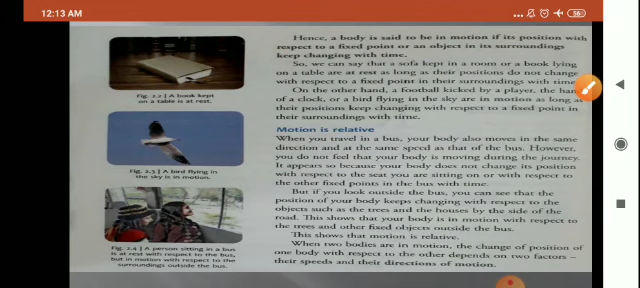 12:13 AM
56
Hence, a body is said to be in motion if its position with
respect to a fixed point or an object in its surroundings
keep changing with time.
So, we can say that a sofa kept in a room or a book lying
on a table are at rest as long as their positions do not change
with respect to a fixed point in their surroundings with time.
On the other hand, a football kicked by a player, the
of a clock, or a bird flying in the sky are in motion as long as
their positions keep changing with respect to a fixed point in
their surroundings with time.
Fig. 2.2 | A book kept
on a table is at rest.
Motion is relative
When you travel in a bus, your body also moves in the same
direction and at the same speed as that of the bus. However,
you do not feel that your body is moving during the journey.
It appears so because your body does not change its position
with respect to the seat you are sitting on or with respect to
the other fixed points in the bus with time.
Fig. 2.3 | A bird flying in
the sky is in motion.
But if you look outside the bus, you can see that the
position of your body keeps changing with respect to the
objects such as the trees and the houses by the side of the
road. This shows that your body is in motion with respect to
the trees and other fixed objects outside the bus.
This shows that motion is relative.
When two bodies are in motion, the change of position of
one body with respect to the other depends on two factors –
their speeds and their directions of motion.
Fig. 2.4 | A person sitting in a bus
is at rest with respect to the bus,
but in motion with respect to the
surroundings outside the bus.